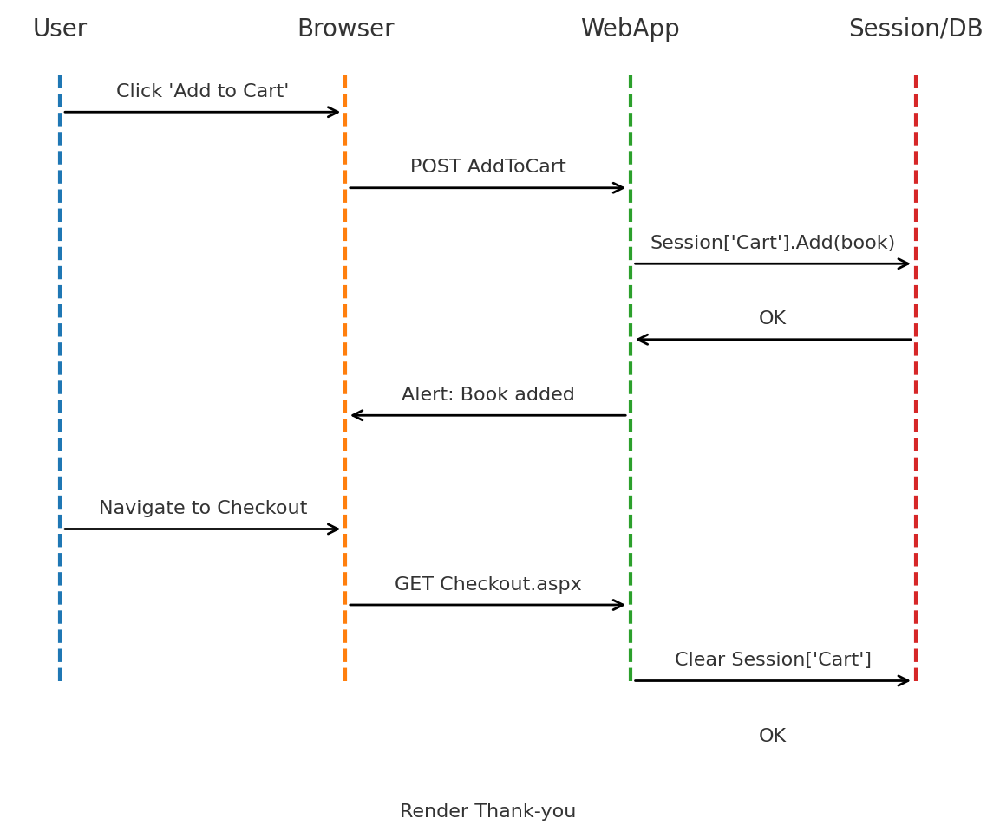 User Browser WebApp Session/DB
Click 'Add to Cart'
POST AddToCart
Session['Cart'].Add(book)
OK
Alert: Book added
Navigate to Checkout
GET Checkout.aspx
Clear Session['Cart']
OK
Render Thank-you